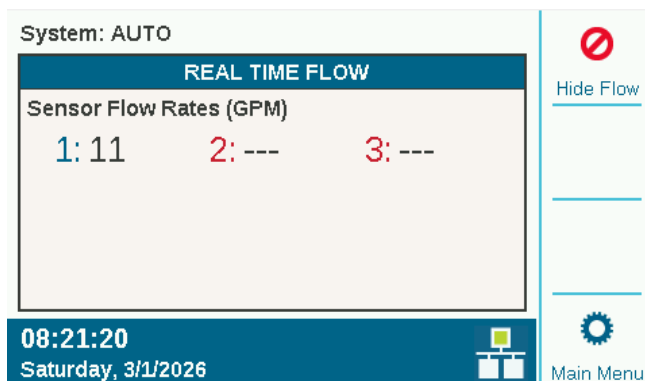 System: AUTO
REAL TIME FLOW
Sensor Flow Rates (GPM)
1: 11 2: --- 3: ---
08:21:20
Saturday, 3/1/2026
Hide Flow
Main Menu